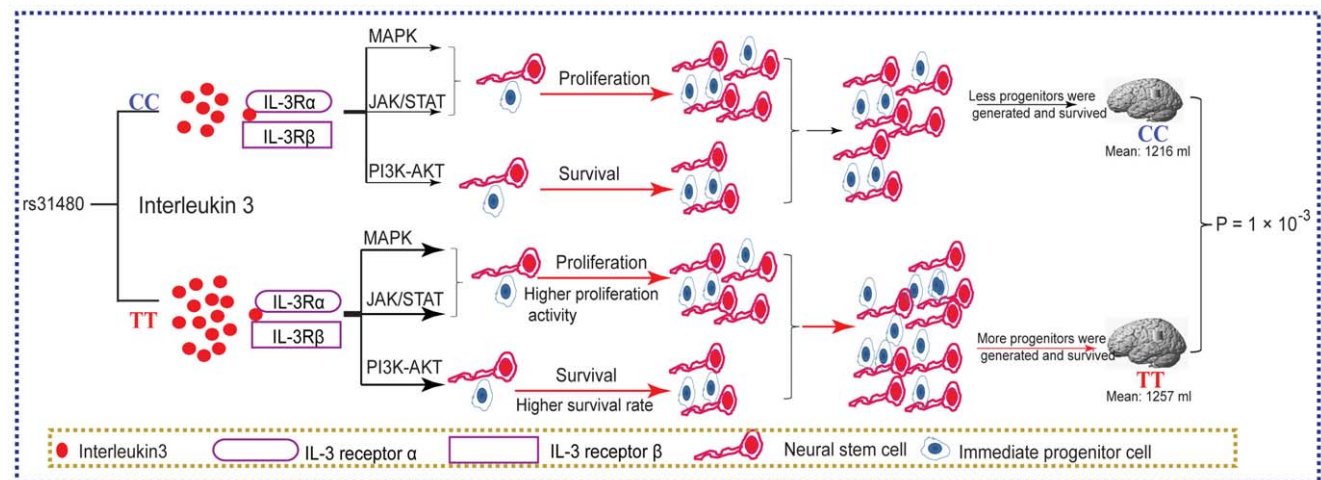 rs31480
Interleukin 3
CC
IL-3Rα
IL-3Rβ
MAPK
JAK/STAT
PI3K-AKT
Proliferation
Survival
Less progenitors were
generated and survived
CC
Mean: 1216 ml
TT
IL-3Rα
IL-3Rβ
MAPK
JAK/STAT
PI3K-AKT
Proliferation
Higher proliferation
activity
Survival
Higher survival rate
More progenitors were
generated and survived
TT
Mean: 1257 ml
P = 1 × 10⁻³
Interleukin3
IL-3 receptor α
IL-3 receptor β
Neural stem cell
Immediate progenitor cell